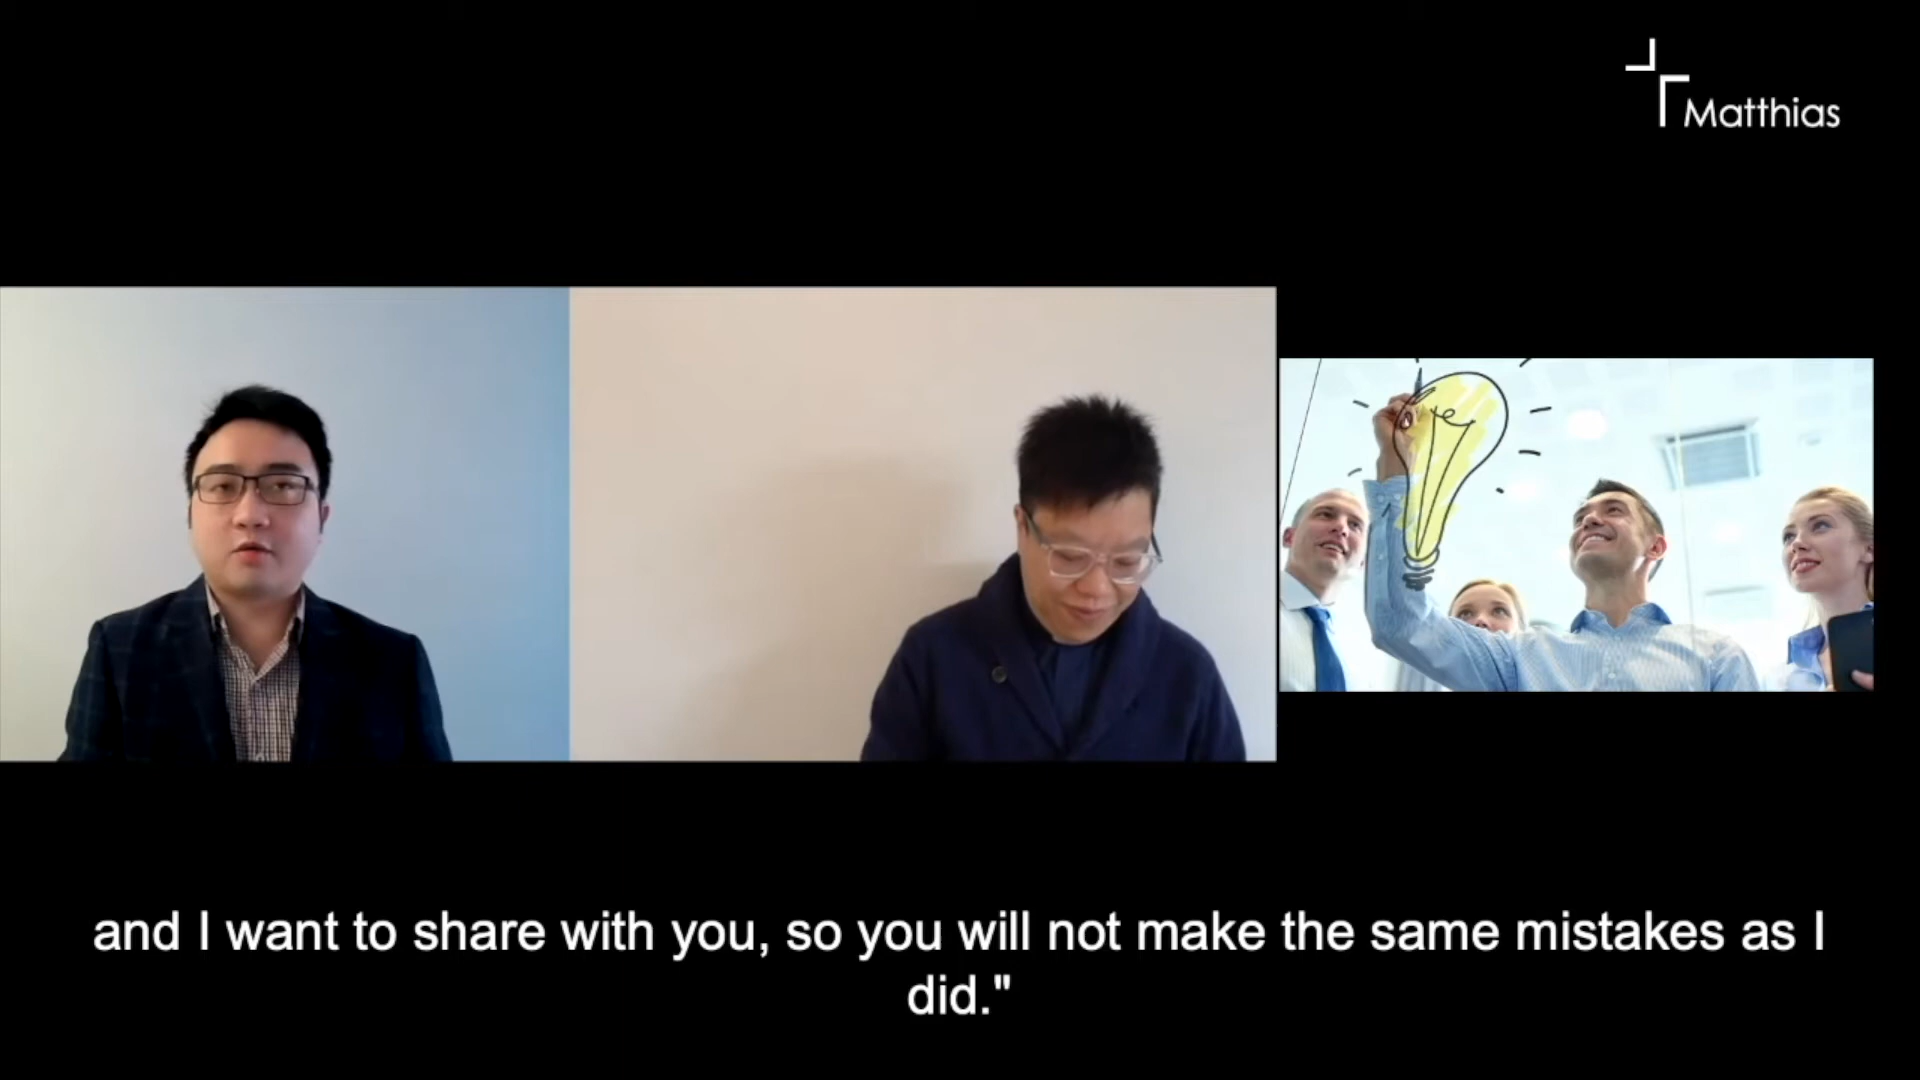 Matthias
and I want to share with you, so you will not make the same mistakes as I
did."